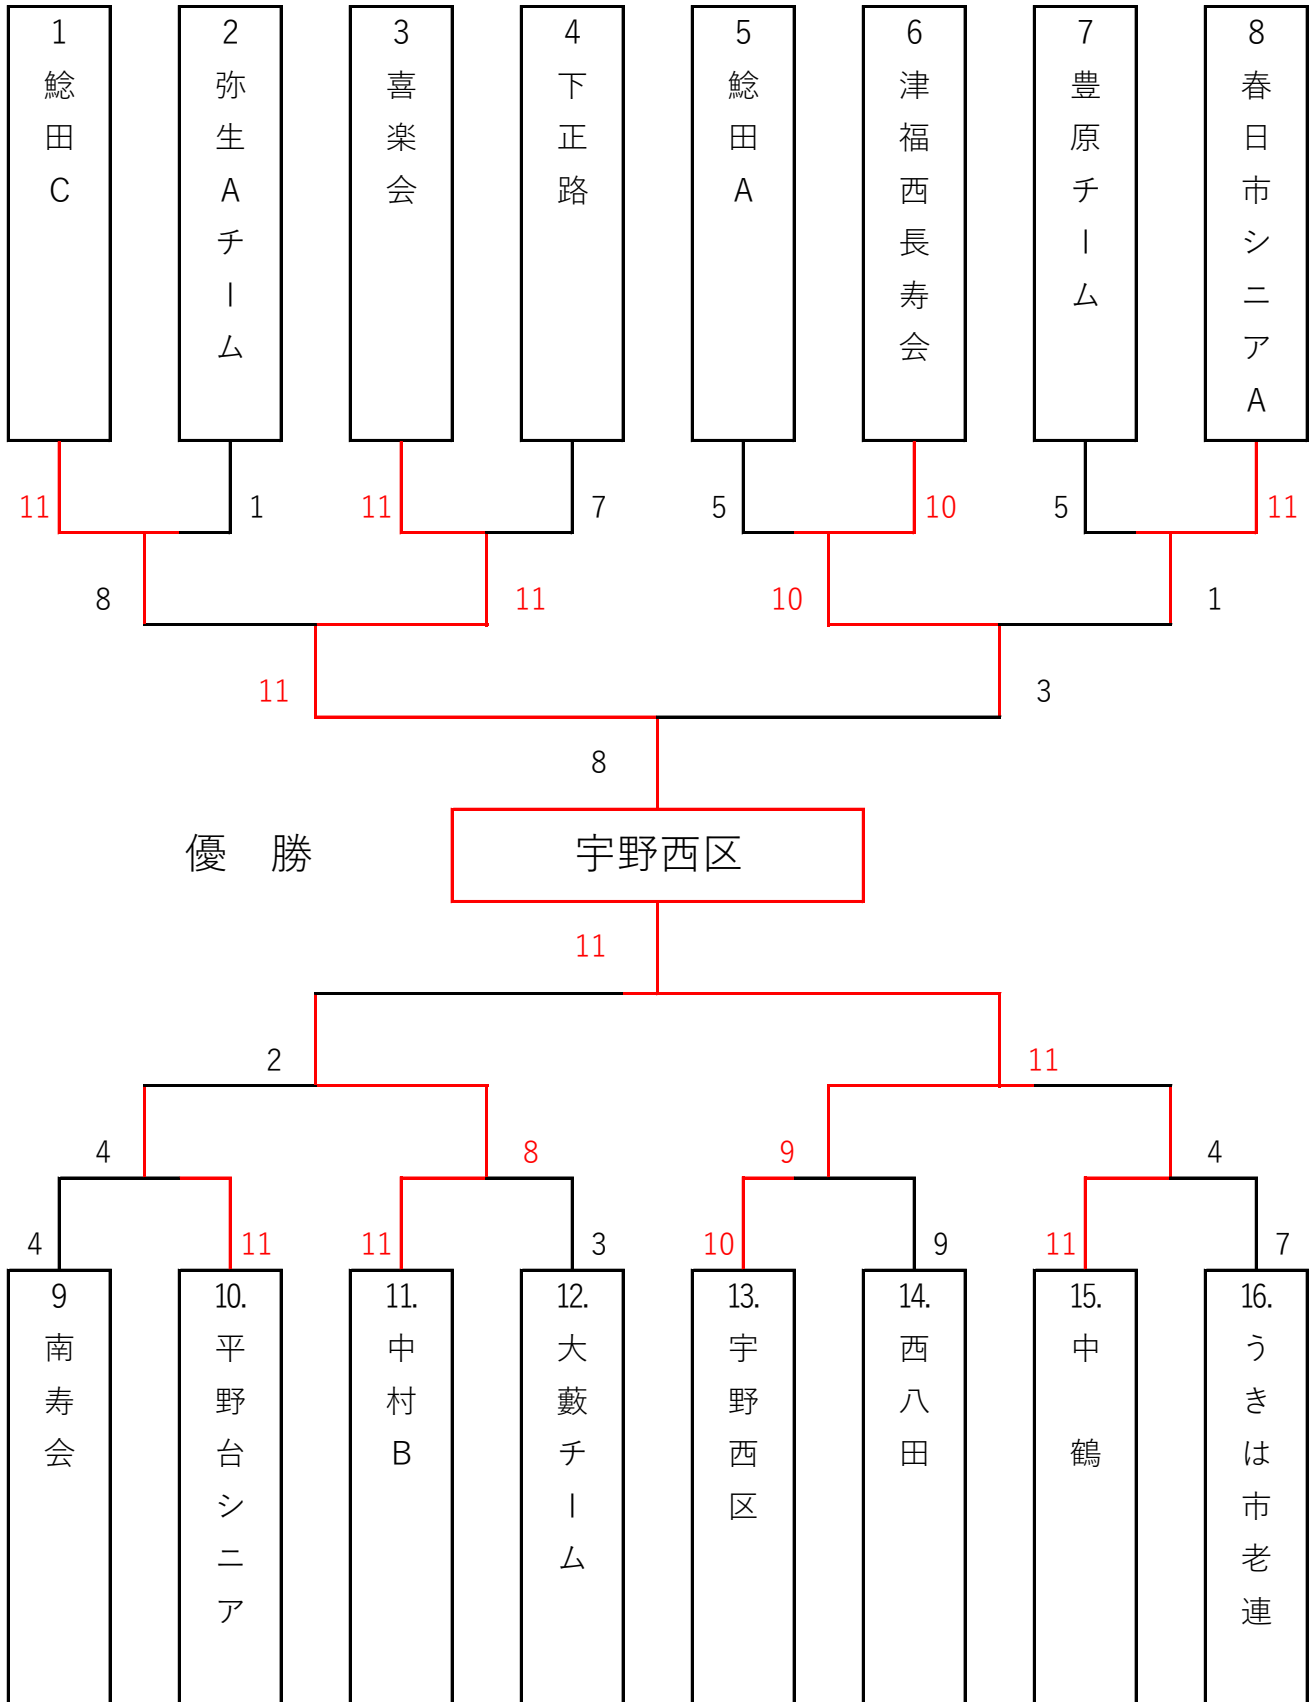 1 鯰田C
2 弥生Aチーム
3 喜楽会
4 下正路
5 鯰田A
6 津福西長寿会
7 豊原チーム
8 春日市シニアA
11 1 11 7 5 10 5 11
8 11 10 1
11 3
8
優　勝 宇野西区
11
2 11
4 8 9 4
4 11 11 3 10 9 11 7
9 南寿会
10. 平野台シニア
11. 中村B
12. 大藪チーム
13. 宇野西区
14. 西八田
15. 中　鶴
16. うきは市老連